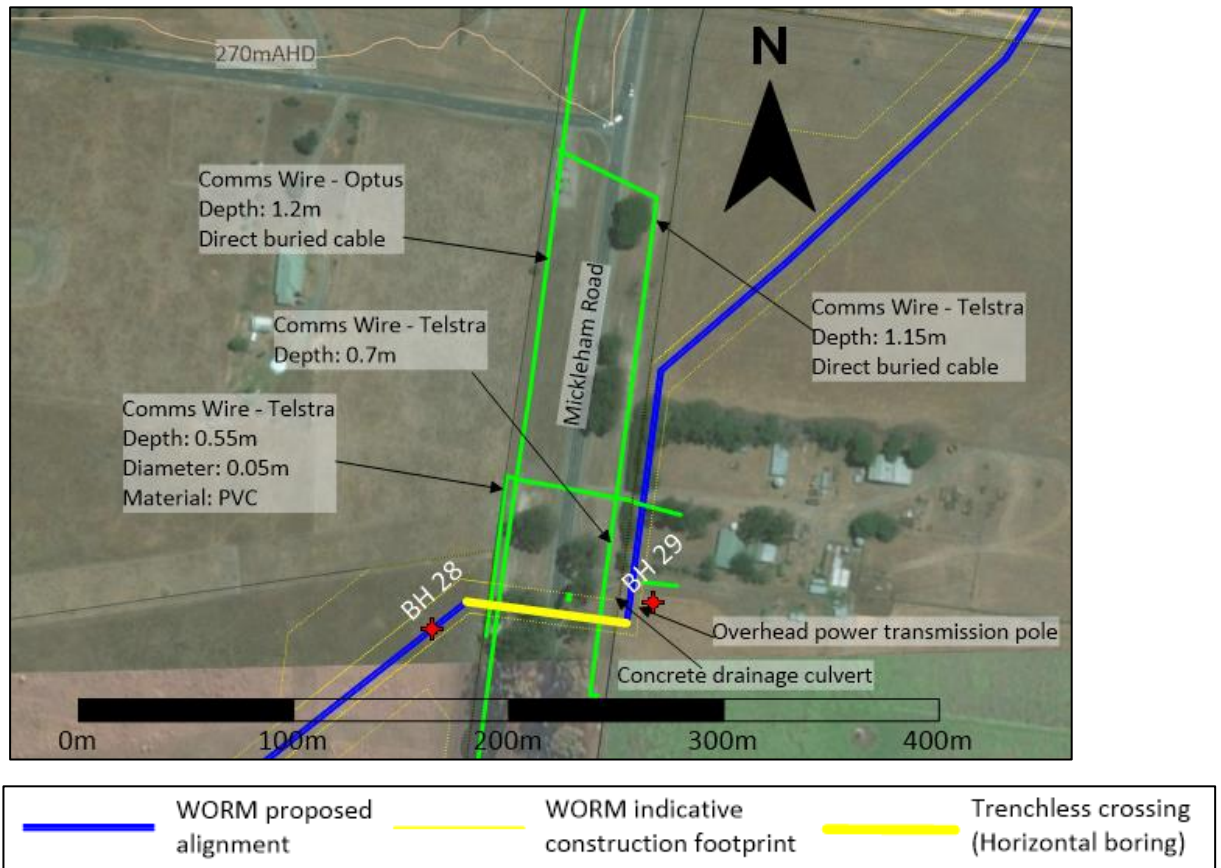 270mAHD
N
Comms Wire - Optus
Depth: 1.2m
Direct buried cable
Mickleham Road
Comms Wire - Telstra
Depth: 1.15m
Direct buried cable
Comms Wire - Telstra
Depth: 0.7m
Comms Wire - Telstra
Depth: 0.55m
Diameter: 0.05m
Material: PVC
BH 28
BH 29
Overhead power transmission pole
Concrete drainage culvert
0m
100m
200m
300m
400m
WORM proposed
alignment
WORM indicative
construction footprint
Trenchless crossing
(Horizontal boring)